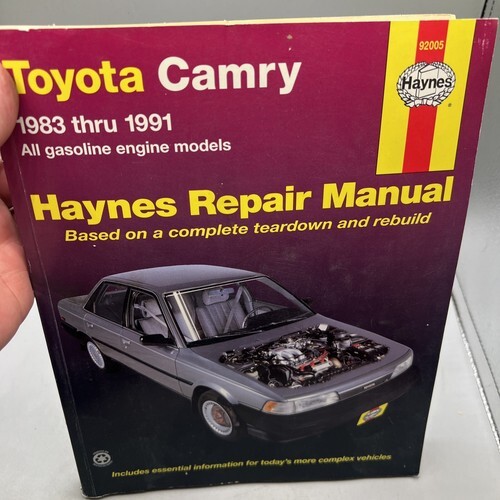 92005
Haynes
Toyota Camry
1983 thru 1991
All gasoline engine models
Haynes Repair Manual
Based on a complete teardown and rebuild
Includes essential information for today's more complex vehicles